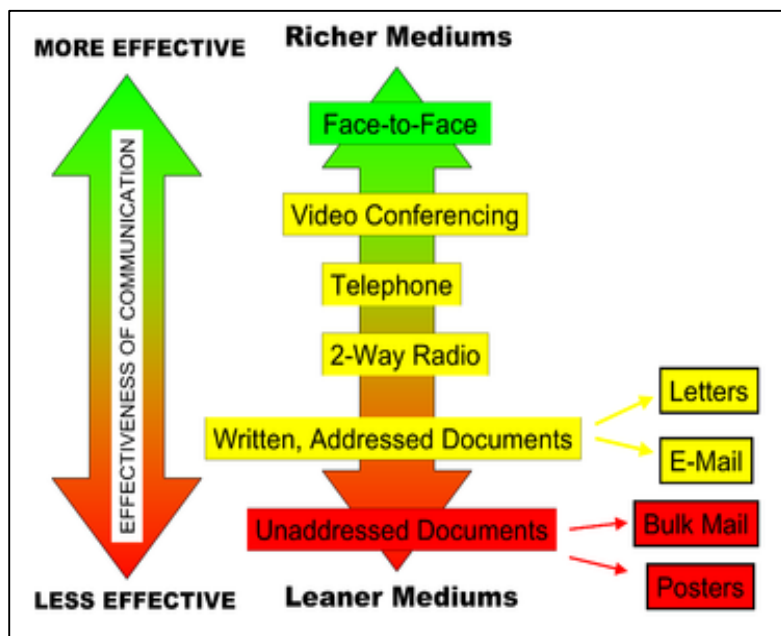 MORE EFFECTIVE
Richer Mediums
Face-to-Face
EFFECTIVENESS OF COMMUNICATION
Video Conferencing
Telephone
2-Way Radio
Written, Addressed Documents
Letters
E-Mail
Unaddressed Documents
Bulk Mail
Posters
LESS EFFECTIVE
Leaner Mediums